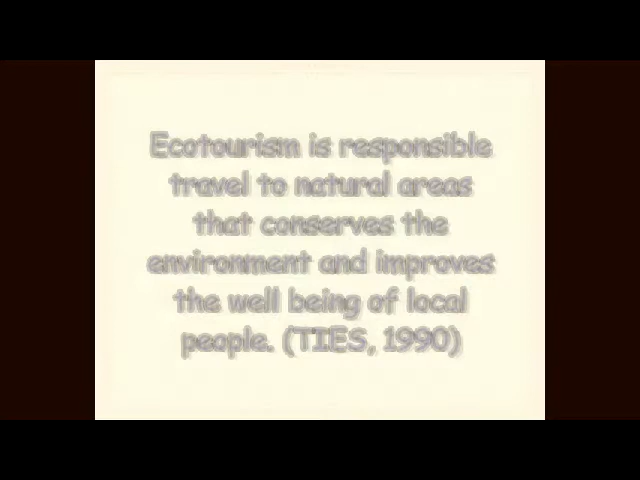 Ecotourism is responsible
travel to natural areas
that conserves the
environment and improves
the well being of local
people. (TIES, 1990)